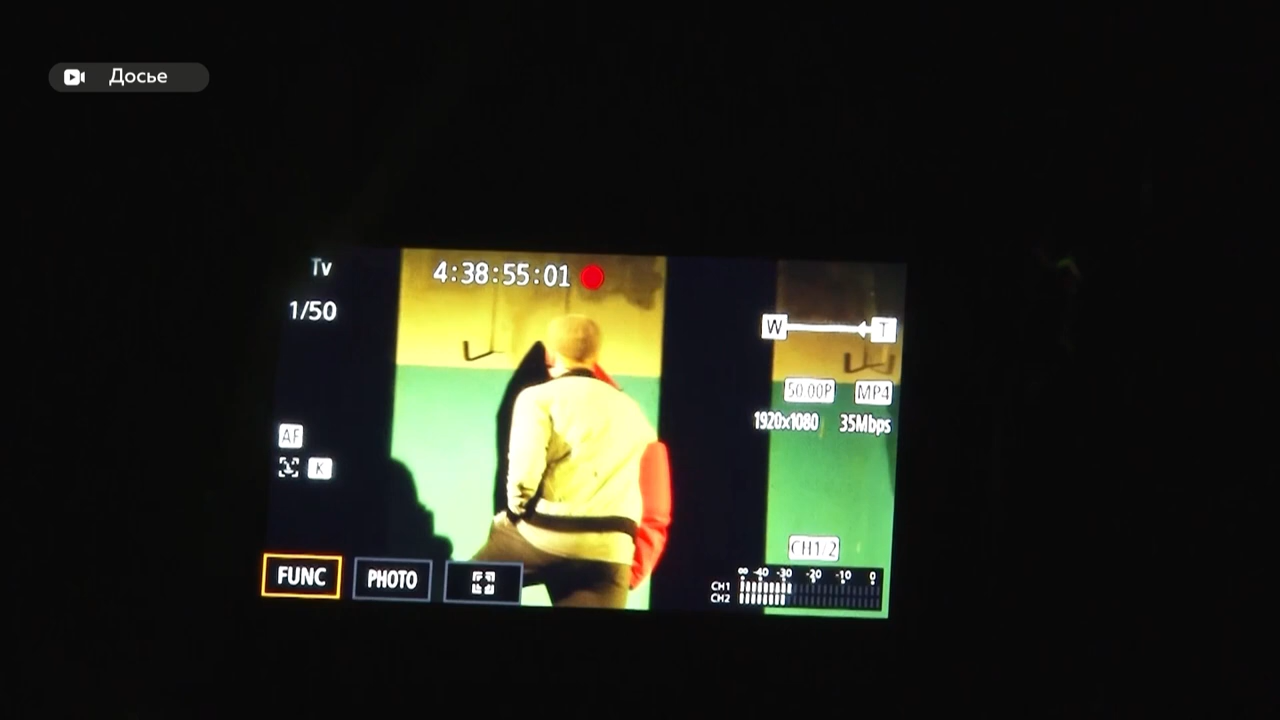 Досье
Tv
4:38:55:01
1/50
W T
50.00P MP4
1920x1080 35Mbps
AF
K
CH1/2
FUNC PHOTO
∞ -40 -30 -20 -10 0
CH1
CH2